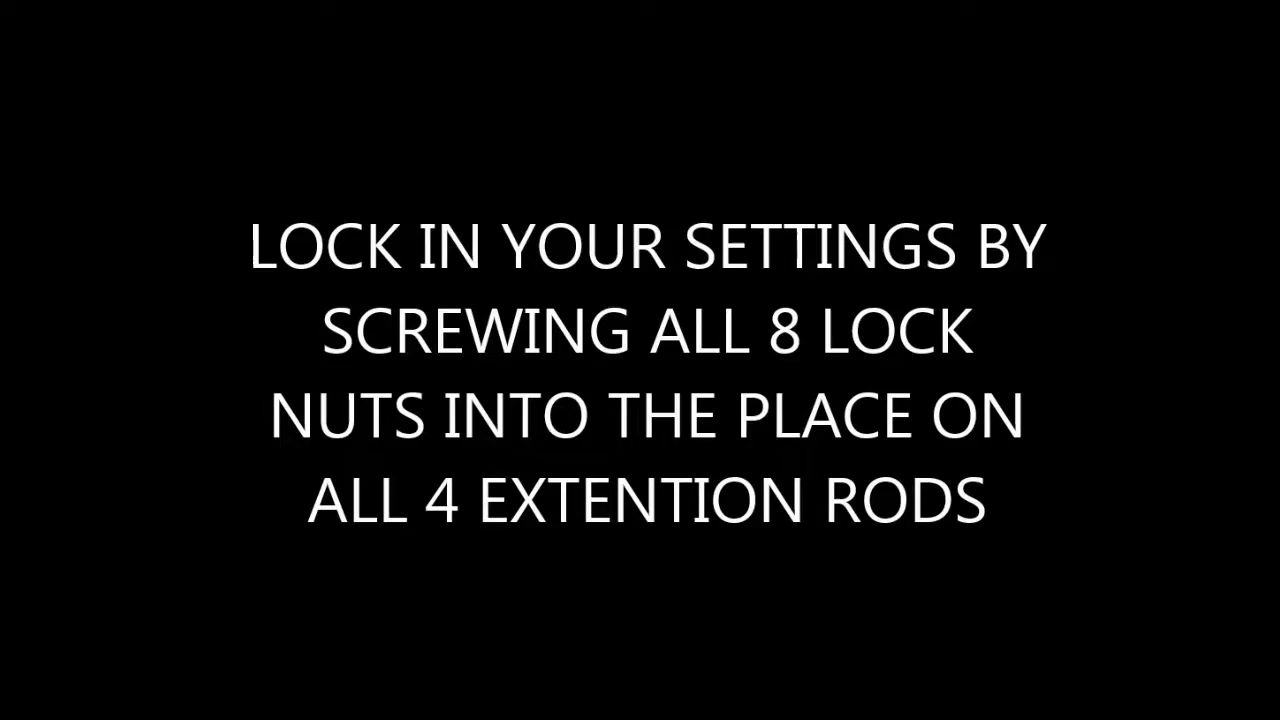 LOCK IN YOUR SETTINGS BY
SCREWING ALL 8 LOCK
NUTS INTO THE PLACE ON
ALL 4 EXTENTION RODS